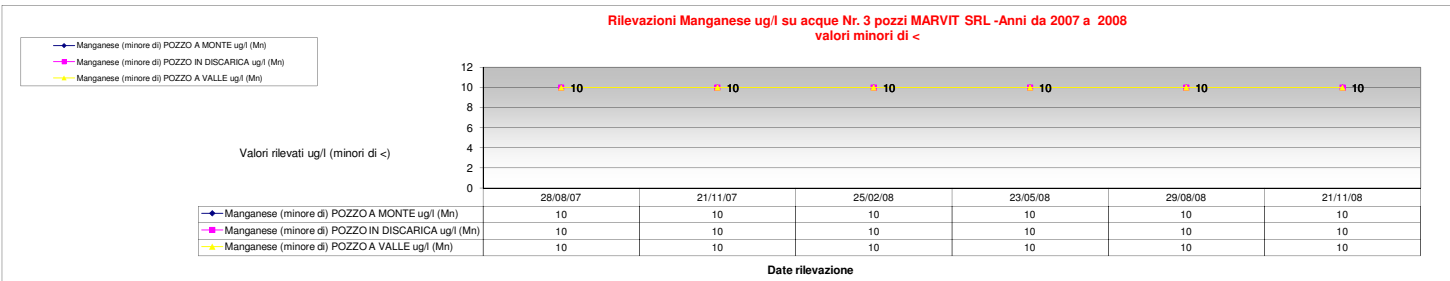 Rilevazioni Manganese ug/l su acque Nr. 3 pozzi MARVIT SRL -Anni da 2007 a  2008
valori minori di <
Manganese (minore di) POZZO A MONTE ug/l (Mn)
Manganese (minore di) POZZO IN DISCARICA ug/l (Mn)
Manganese (minore di) POZZO A VALLE ug/l (Mn)
Valori rilevati ug/l (minori di <)
12
10
8
6
4
2
0
10 10 10 10 10 10
28/08/07 21/11/07 25/02/08 23/05/08 29/08/08 21/11/08
Manganese (minore di) POZZO A MONTE ug/l (Mn) 10 10 10 10 10 10
Manganese (minore di) POZZO IN DISCARICA ug/l (Mn) 10 10 10 10 10 10
Manganese (minore di) POZZO A VALLE ug/l (Mn) 10 10 10 10 10 10
Date rilevazione